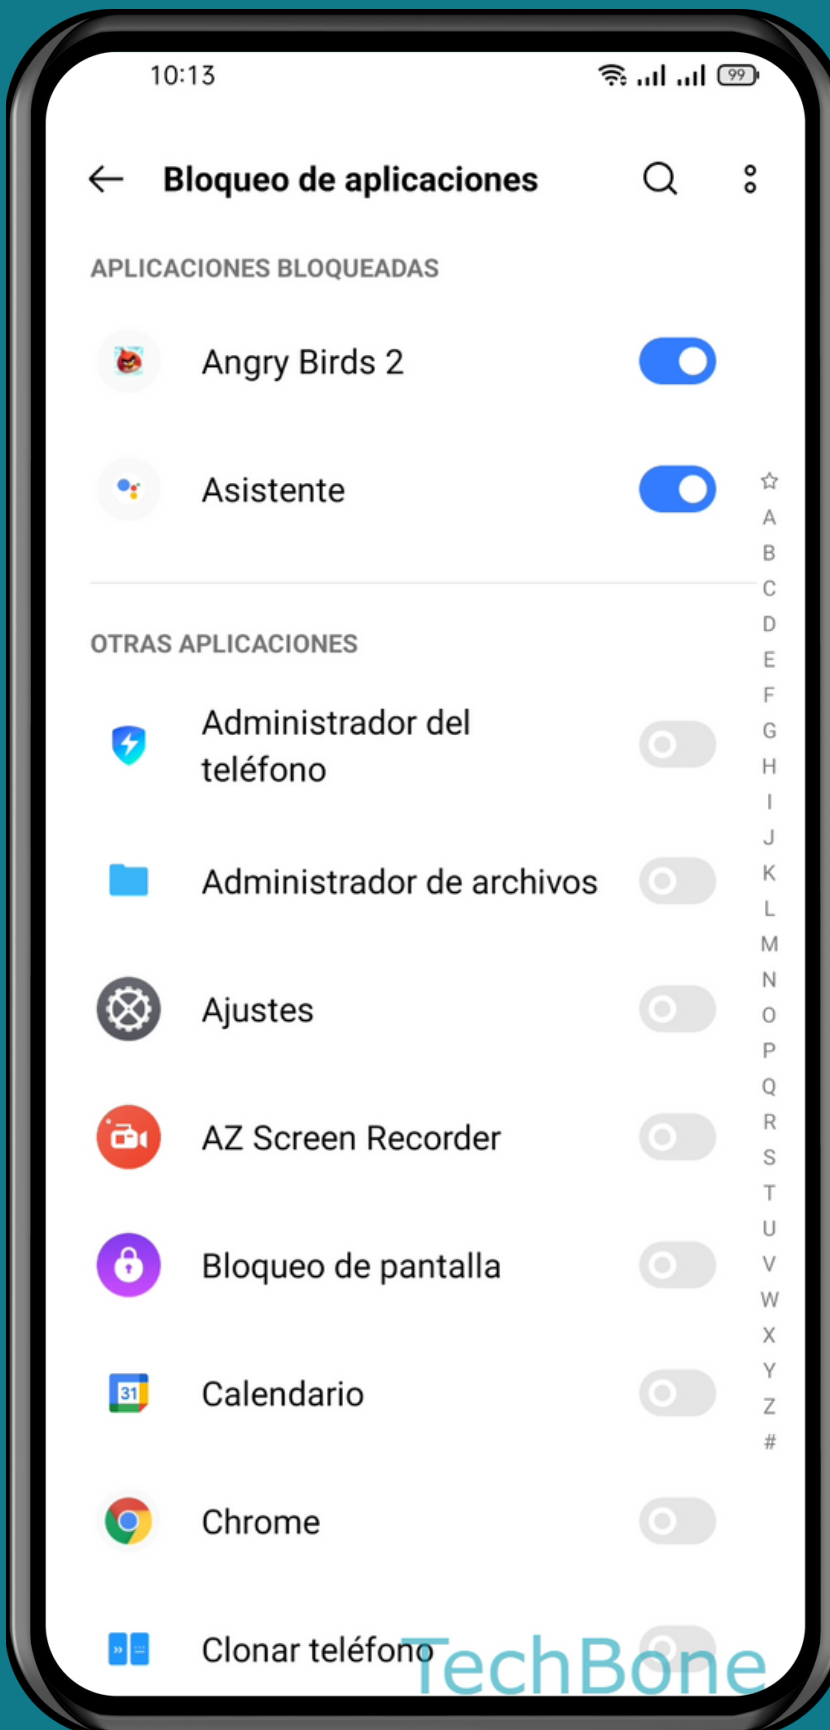 10:13
99
Bloqueo de aplicaciones
APLICACIONES BLOQUEADAS
Angry Birds 2
Asistente
OTRAS APLICACIONES
Administrador del
teléfono
Administrador de archivos
Ajustes
AZ Screen Recorder
Bloqueo de pantalla
31
Calendario
Chrome
Clonar teléfono
A
B
C
D
E
F
G
H
I
J
K
L
M
N
O
P
Q
R
S
T
U
V
W
X
Y
Z
#
TechBone